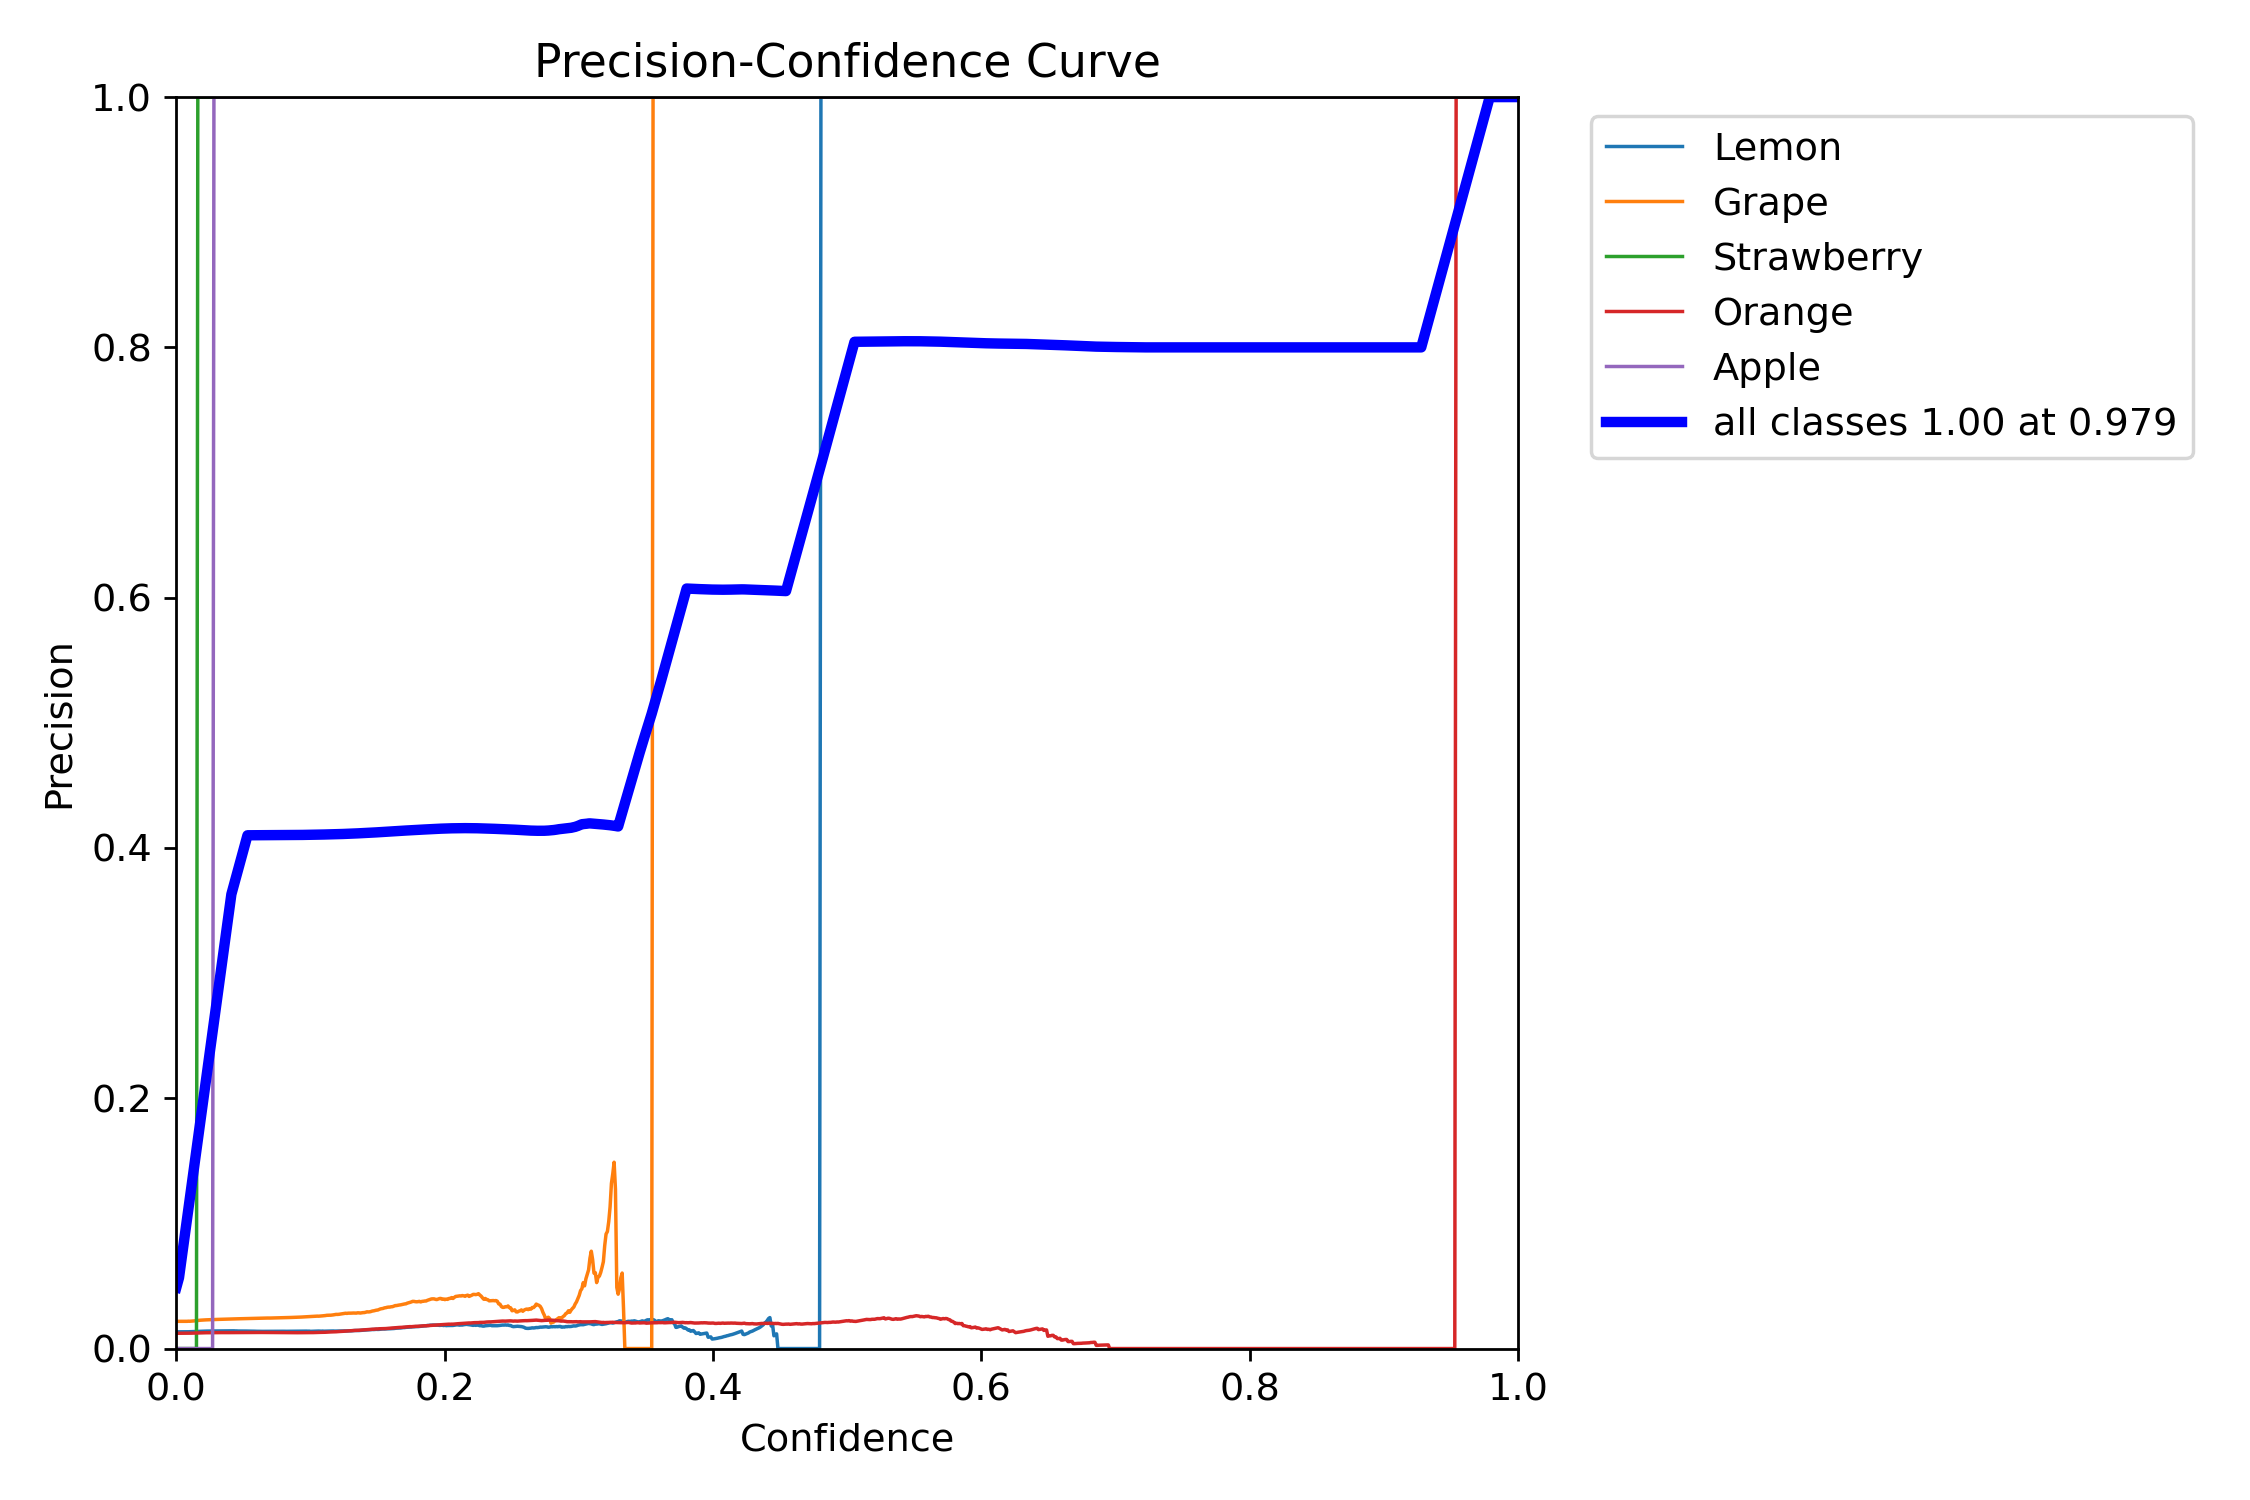 Precision-Confidence Curve
1.0
0.8
0.6
0.4
0.2
0.0
Precision
0.0 0.2 0.4 0.6 0.8 1.0
Confidence
Lemon
Grape
Strawberry
Orange
Apple
all classes 1.00 at 0.979